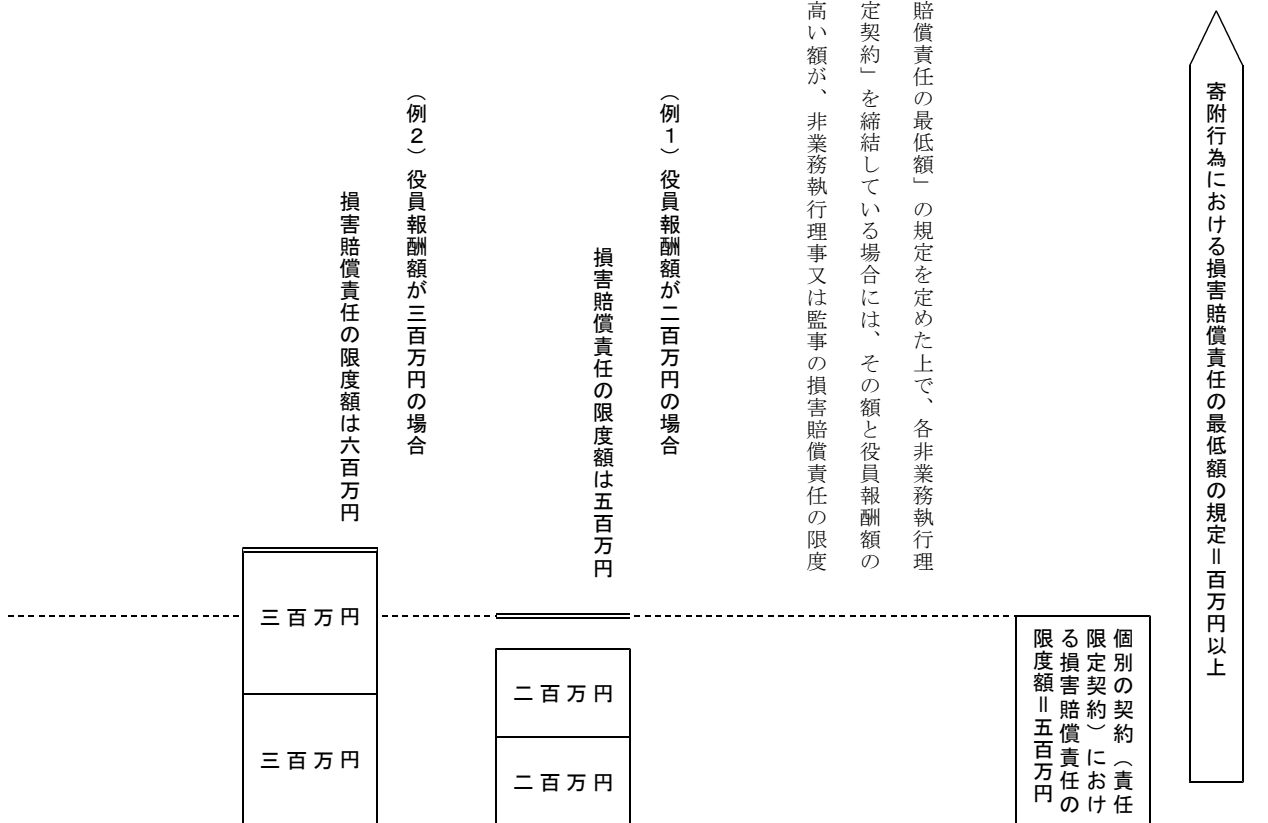 寄附行為における損害賠償責任の最低額の規定＝百万円以上
個別の契約（責任
限定契約）におけ
る損害賠償責任の
限度額＝五百万円
賠償責任の最低額」の規定を定めた上で、各非業務執行理
定契約」を締結している場合には、その額と役員報酬額の
高い額が、非業務執行理事又は監事の損害賠償責任の限度
（例１）役員報酬額が二百万円の場合
損害賠償責任の限度額は五百万円
二百万円
二百万円
（例２）役員報酬額が三百万円の場合
損害賠償責任の限度額は六百万円
三百万円
三百万円